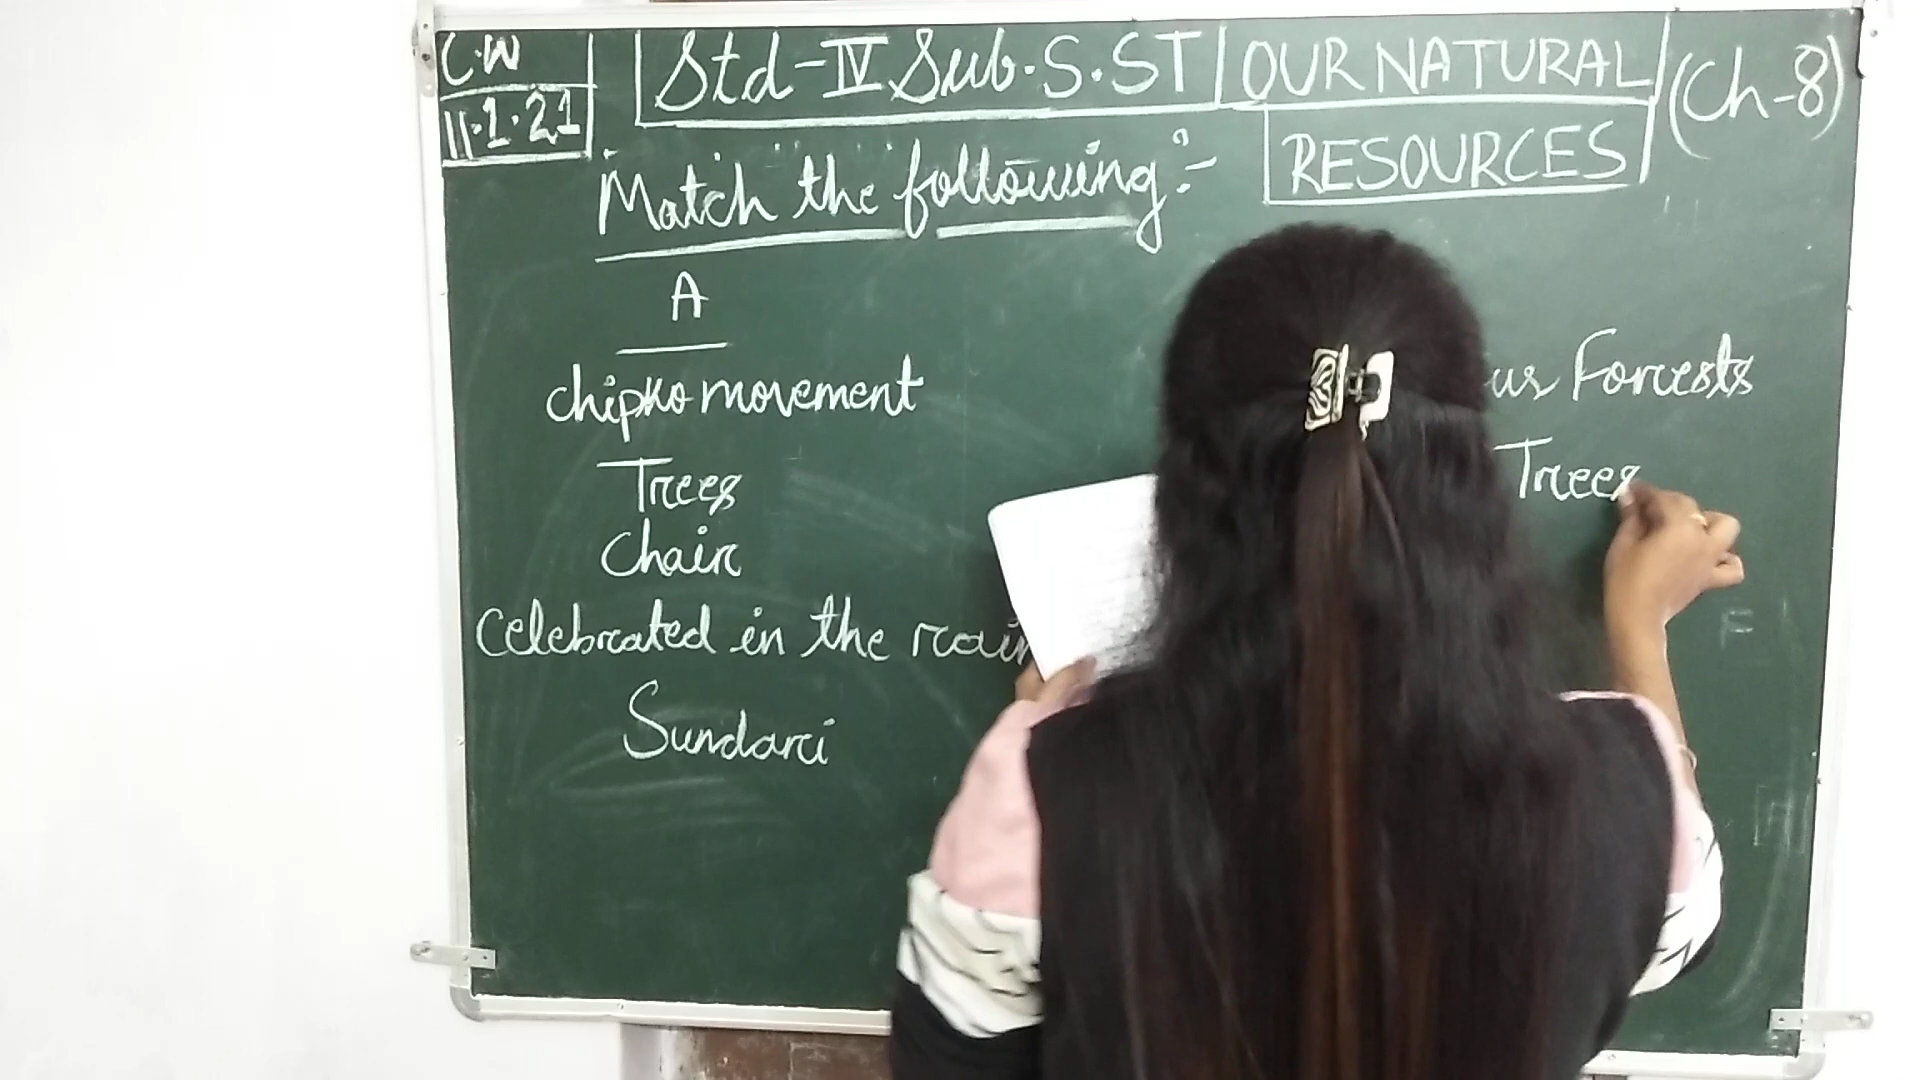 C.W
11.1.21
Std-IV Sub.S.ST OUR NATURAL (Ch-8)
RESOURCES
Match the following:-
A
chipko movement
us Forests
Trees
Trees
Chair
Celebrated in the
Sundari